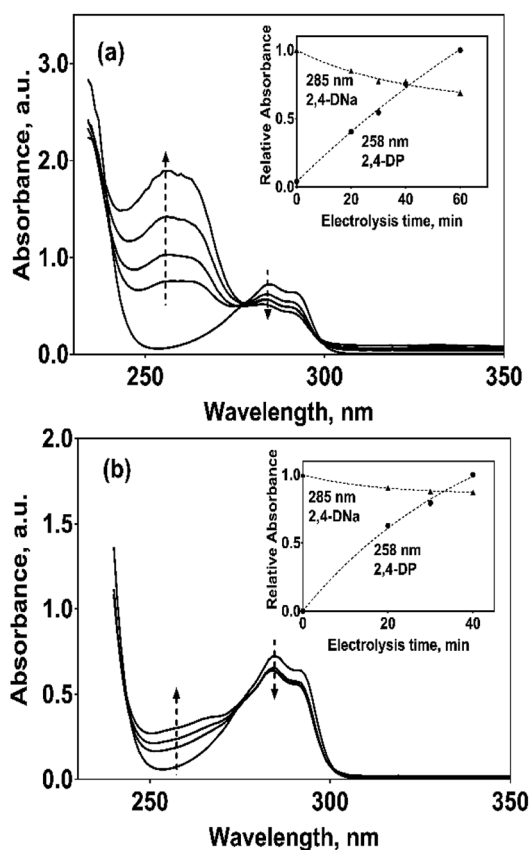 (a)
Absorbance, a.u.
3.0
2.0
1.0
0.0
250
300
350
Wavelength, nm
Relative Absorbance
1.0
0.5
0.0
0
20
40
60
Electrolysis time, min
285 nm
2,4-DNa
258 nm
2,4-DP
(b)
Absorbance, a.u.
2.0
1.5
1.0
0.5
0.0
250
300
350
Wavelength, nm
Relative Absorbance
1.0
0.5
0.0
0
20
40
Electrolysis time, min
285 nm
2,4-DNa
258 nm
2,4-DP